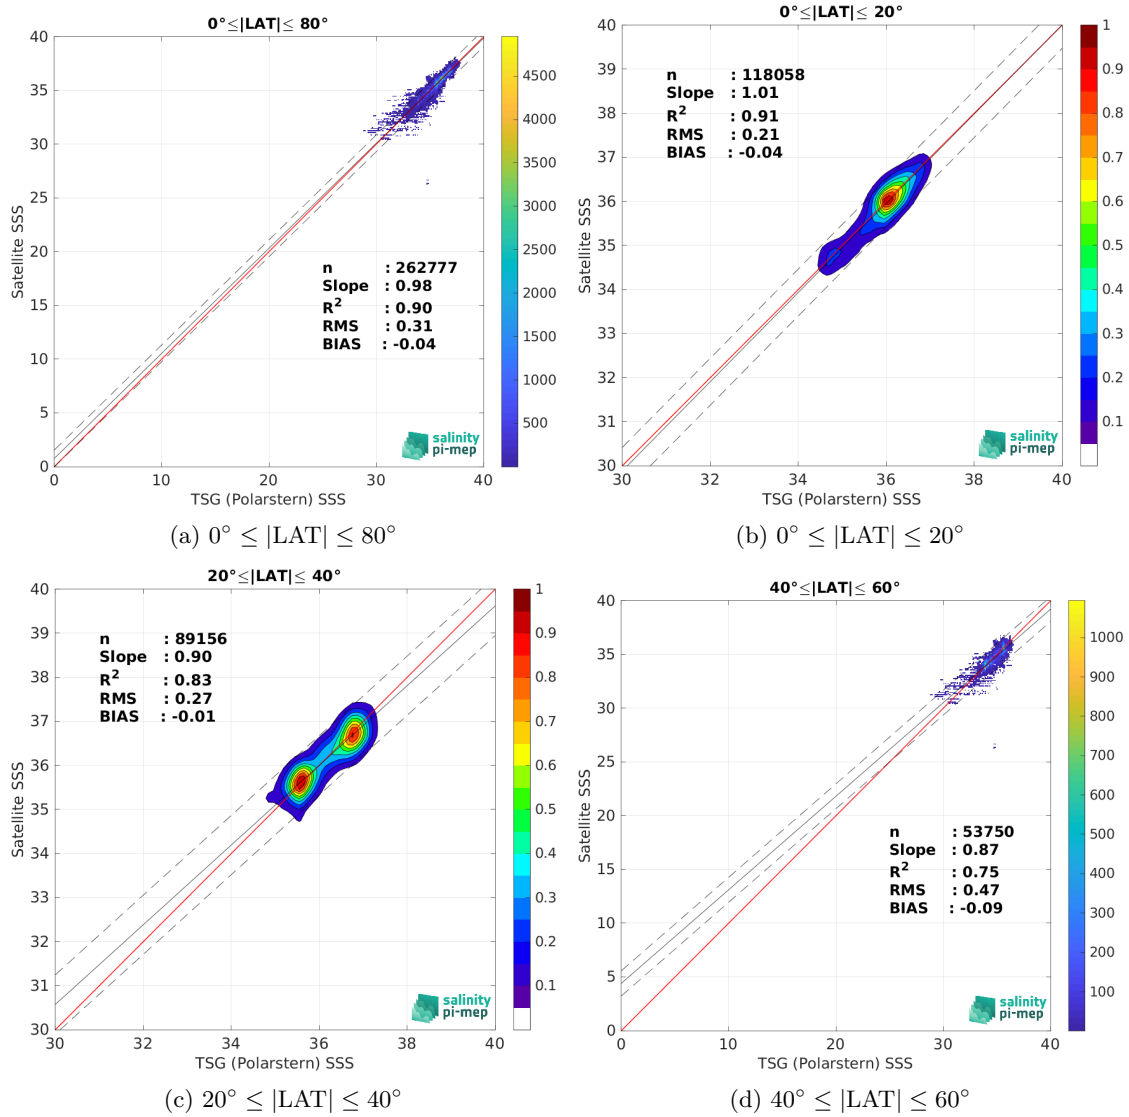 0°≤|LAT|≤ 80°
40
35
30
25
20
15
10
5
0
Satellite SSS
n : 262777
Slope : 0.98
R² : 0.90
RMS : 0.31
BIAS : -0.04
salinity
pi-mep
0 10 20 30 40
TSG (Polarstern) SSS
4500
4000
3500
3000
2500
2000
1500
1000
500
(a) 0° ≤ |LAT| ≤ 80°
0°≤|LAT|≤ 20°
40
39
38
37
36
35
34
33
32
31
30
Satellite SSS
n : 118058
Slope : 1.01
R² : 0.91
RMS : 0.21
BIAS : -0.04
salinity
pi-mep
30 32 34 36 38 40
TSG (Polarstern) SSS
1
0.9
0.8
0.7
0.6
0.5
0.4
0.3
0.2
0.1
(b) 0° ≤ |LAT| ≤ 20°
20°≤|LAT|≤ 40°
40
39
38
37
36
35
34
33
32
31
30
Satellite SSS
n : 89156
Slope : 0.90
R² : 0.83
RMS : 0.27
BIAS : -0.01
salinity
pi-mep
30 32 34 36 38 40
TSG (Polarstern) SSS
1
0.9
0.8
0.7
0.6
0.5
0.4
0.3
0.2
0.1
(c) 20° ≤ |LAT| ≤ 40°
40°≤|LAT|≤ 60°
40
35
30
25
20
15
10
5
0
Satellite SSS
n : 53750
Slope : 0.87
R² : 0.75
RMS : 0.47
BIAS : -0.09
salinity
pi-mep
0 10 20 30 40
TSG (Polarstern) SSS
1000
900
800
700
600
500
400
300
200
100
(d) 40° ≤ |LAT| ≤ 60°